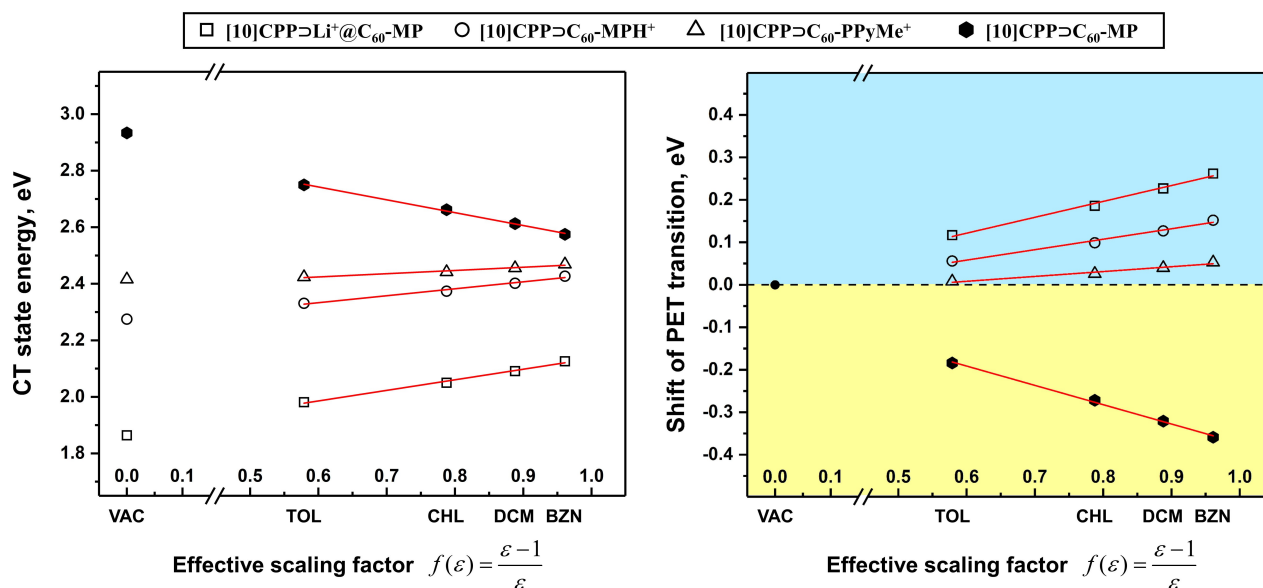 [10]CPP⊃Li⁺@C₆₀-MP [10]CPP⊃C₆₀-MPH⁺ [10]CPP⊃C₆₀-PPyMe⁺ [10]CPP⊃C₆₀-MP
CT state energy, eV
3.0
2.8
2.6
2.4
2.2
2.0
1.8
0.0 0.1 0.5 0.6 0.7 0.8 0.9 1.0
VAC TOL CHL DCM BZN
Effective scaling factor f(ε) = (ε − 1)/ε
Shift of PET transition, eV
0.4
0.3
0.2
0.1
0.0
-0.1
-0.2
-0.3
-0.4
0.0 0.1 0.5 0.6 0.7 0.8 0.9 1.0
VAC TOL CHL DCM BZN
Effective scaling factor f(ε) = (ε − 1)/ε